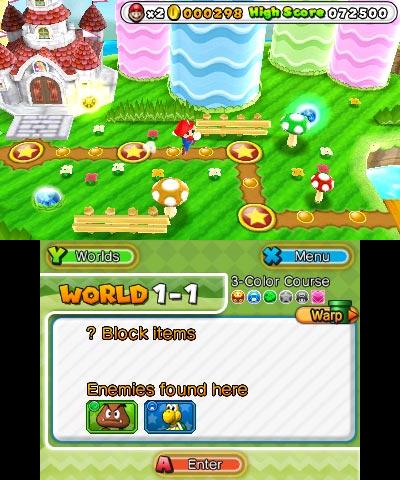 x2 000298 High Score 072500
Y Worlds
X Menu
WORLD 1-1
3-Color Course
Warp
? Block items
Enemies found here
A Enter